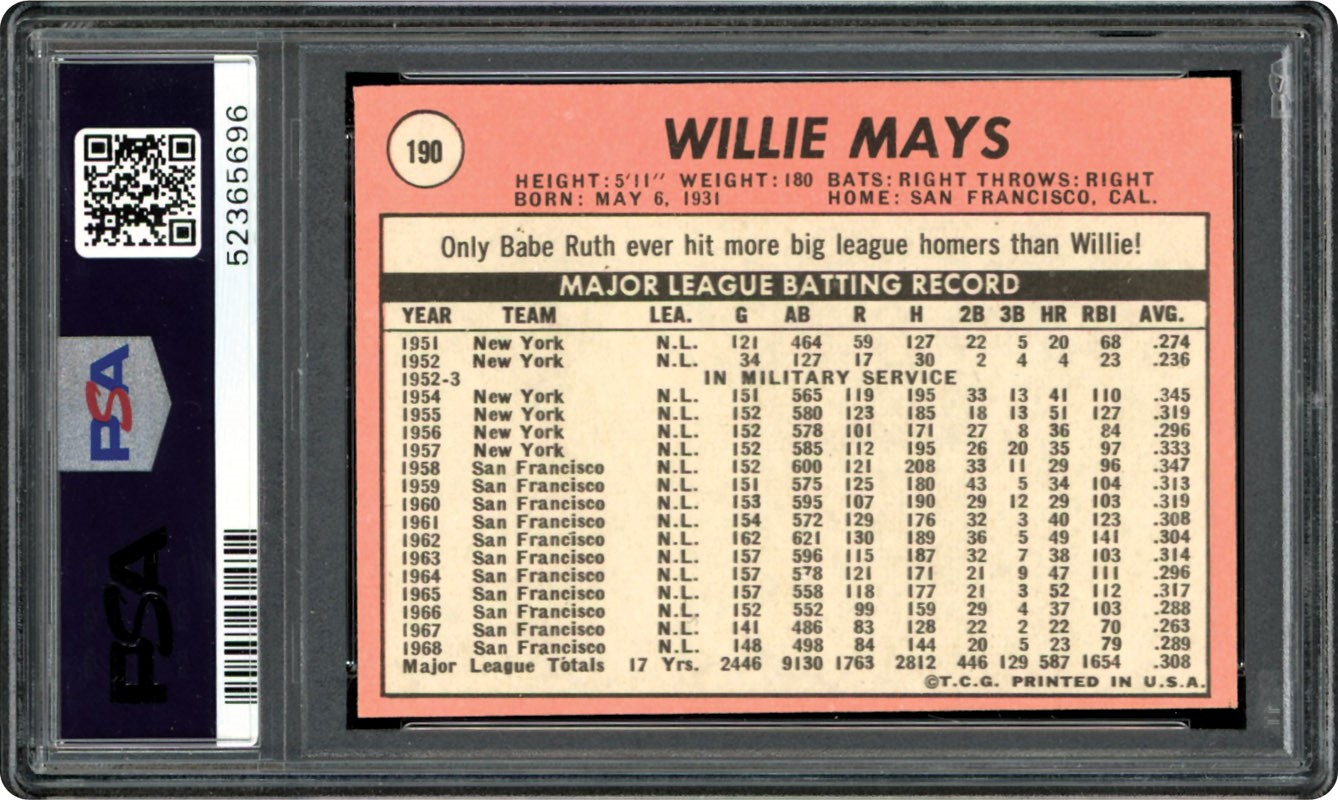 52365696
PSA
PSA
190
WILLIE MAYS
HEIGHT: 5'11" WEIGHT: 180 BATS: RIGHT THROWS: RIGHT
BORN: MAY 6, 1931 HOME: SAN FRANCISCO, CAL.
Only Babe Ruth ever hit more big league homers than Willie!
MAJOR LEAGUE BATTING RECORD
YEAR TEAM LEA. G AB R H 2B 3B HR RBI AVG.
1951 New York N.L. 121 464 59 127 22 5 20 68 .274
1952 New York N.L. 34 127 17 30 2 4 4 23 .236
1952-3 IN MILITARY SERVICE
1954 New York N.L. 151 565 119 195 33 13 41 110 .345
1955 New York N.L. 152 580 123 185 18 13 51 127 .319
1956 New York N.L. 152 578 101 171 27 8 36 84 .296
1957 New York N.L. 152 585 112 195 26 20 35 97 .333
1958 San Francisco N.L. 152 600 121 208 33 11 29 96 .347
1959 San Francisco N.L. 151 575 125 180 43 5 34 104 .313
1960 San Francisco N.L. 153 595 107 190 29 12 29 103 .319
1961 San Francisco N.L. 154 572 129 176 32 3 40 123 .308
1962 San Francisco N.L. 162 621 130 189 36 5 49 141 .304
1963 San Francisco N.L. 157 596 115 187 32 7 38 103 .314
1964 San Francisco N.L. 157 578 121 171 21 9 47 111 .296
1965 San Francisco N.L. 157 558 118 177 21 3 52 112 .317
1966 San Francisco N.L. 152 552 99 159 29 4 37 103 .288
1967 San Francisco N.L. 141 486 83 128 22 2 22 70 .263
1968 San Francisco N.L. 148 498 84 144 20 5 23 79 .289
Major League Totals 17 Yrs. 2446 9130 1763 2812 446 129 587 1654 .308
©T.C.G. PRINTED IN U.S.A.